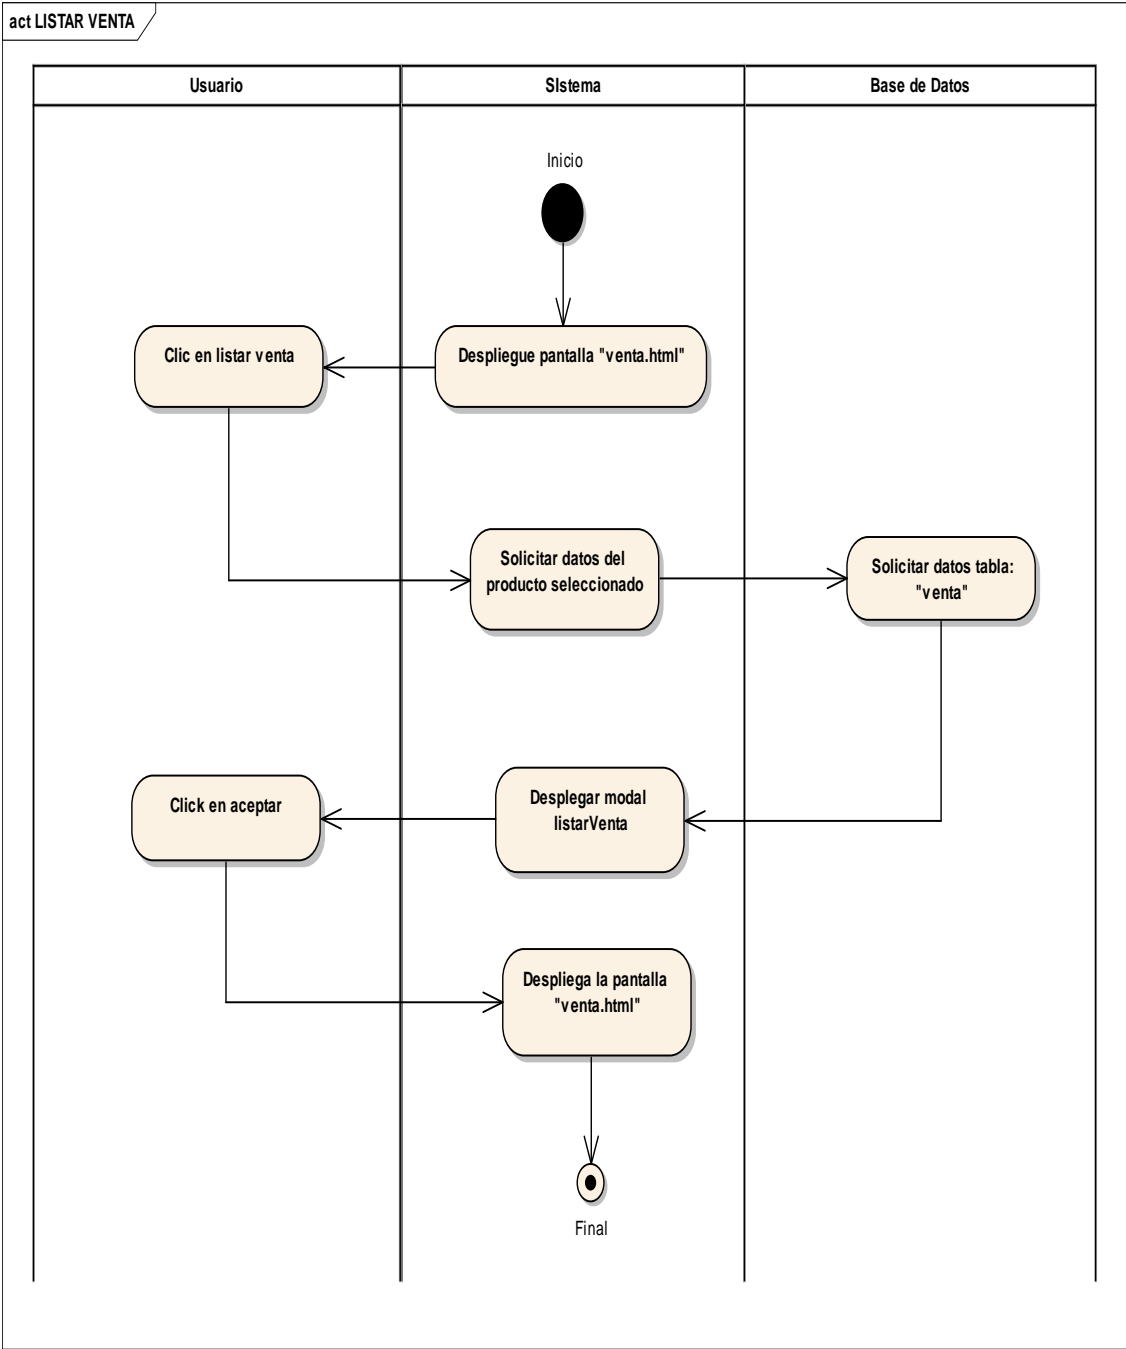 act LISTAR VENTA
Usuario
SIstema
Base de Datos
Inicio
Clic en listar venta
Despliegue pantalla "venta.html"
Solicitar datos del
producto seleccionado
Solicitar datos tabla:
"venta"
Click en aceptar
Desplegar modal
listarVenta
Despliega la pantalla
"venta.html"
Final